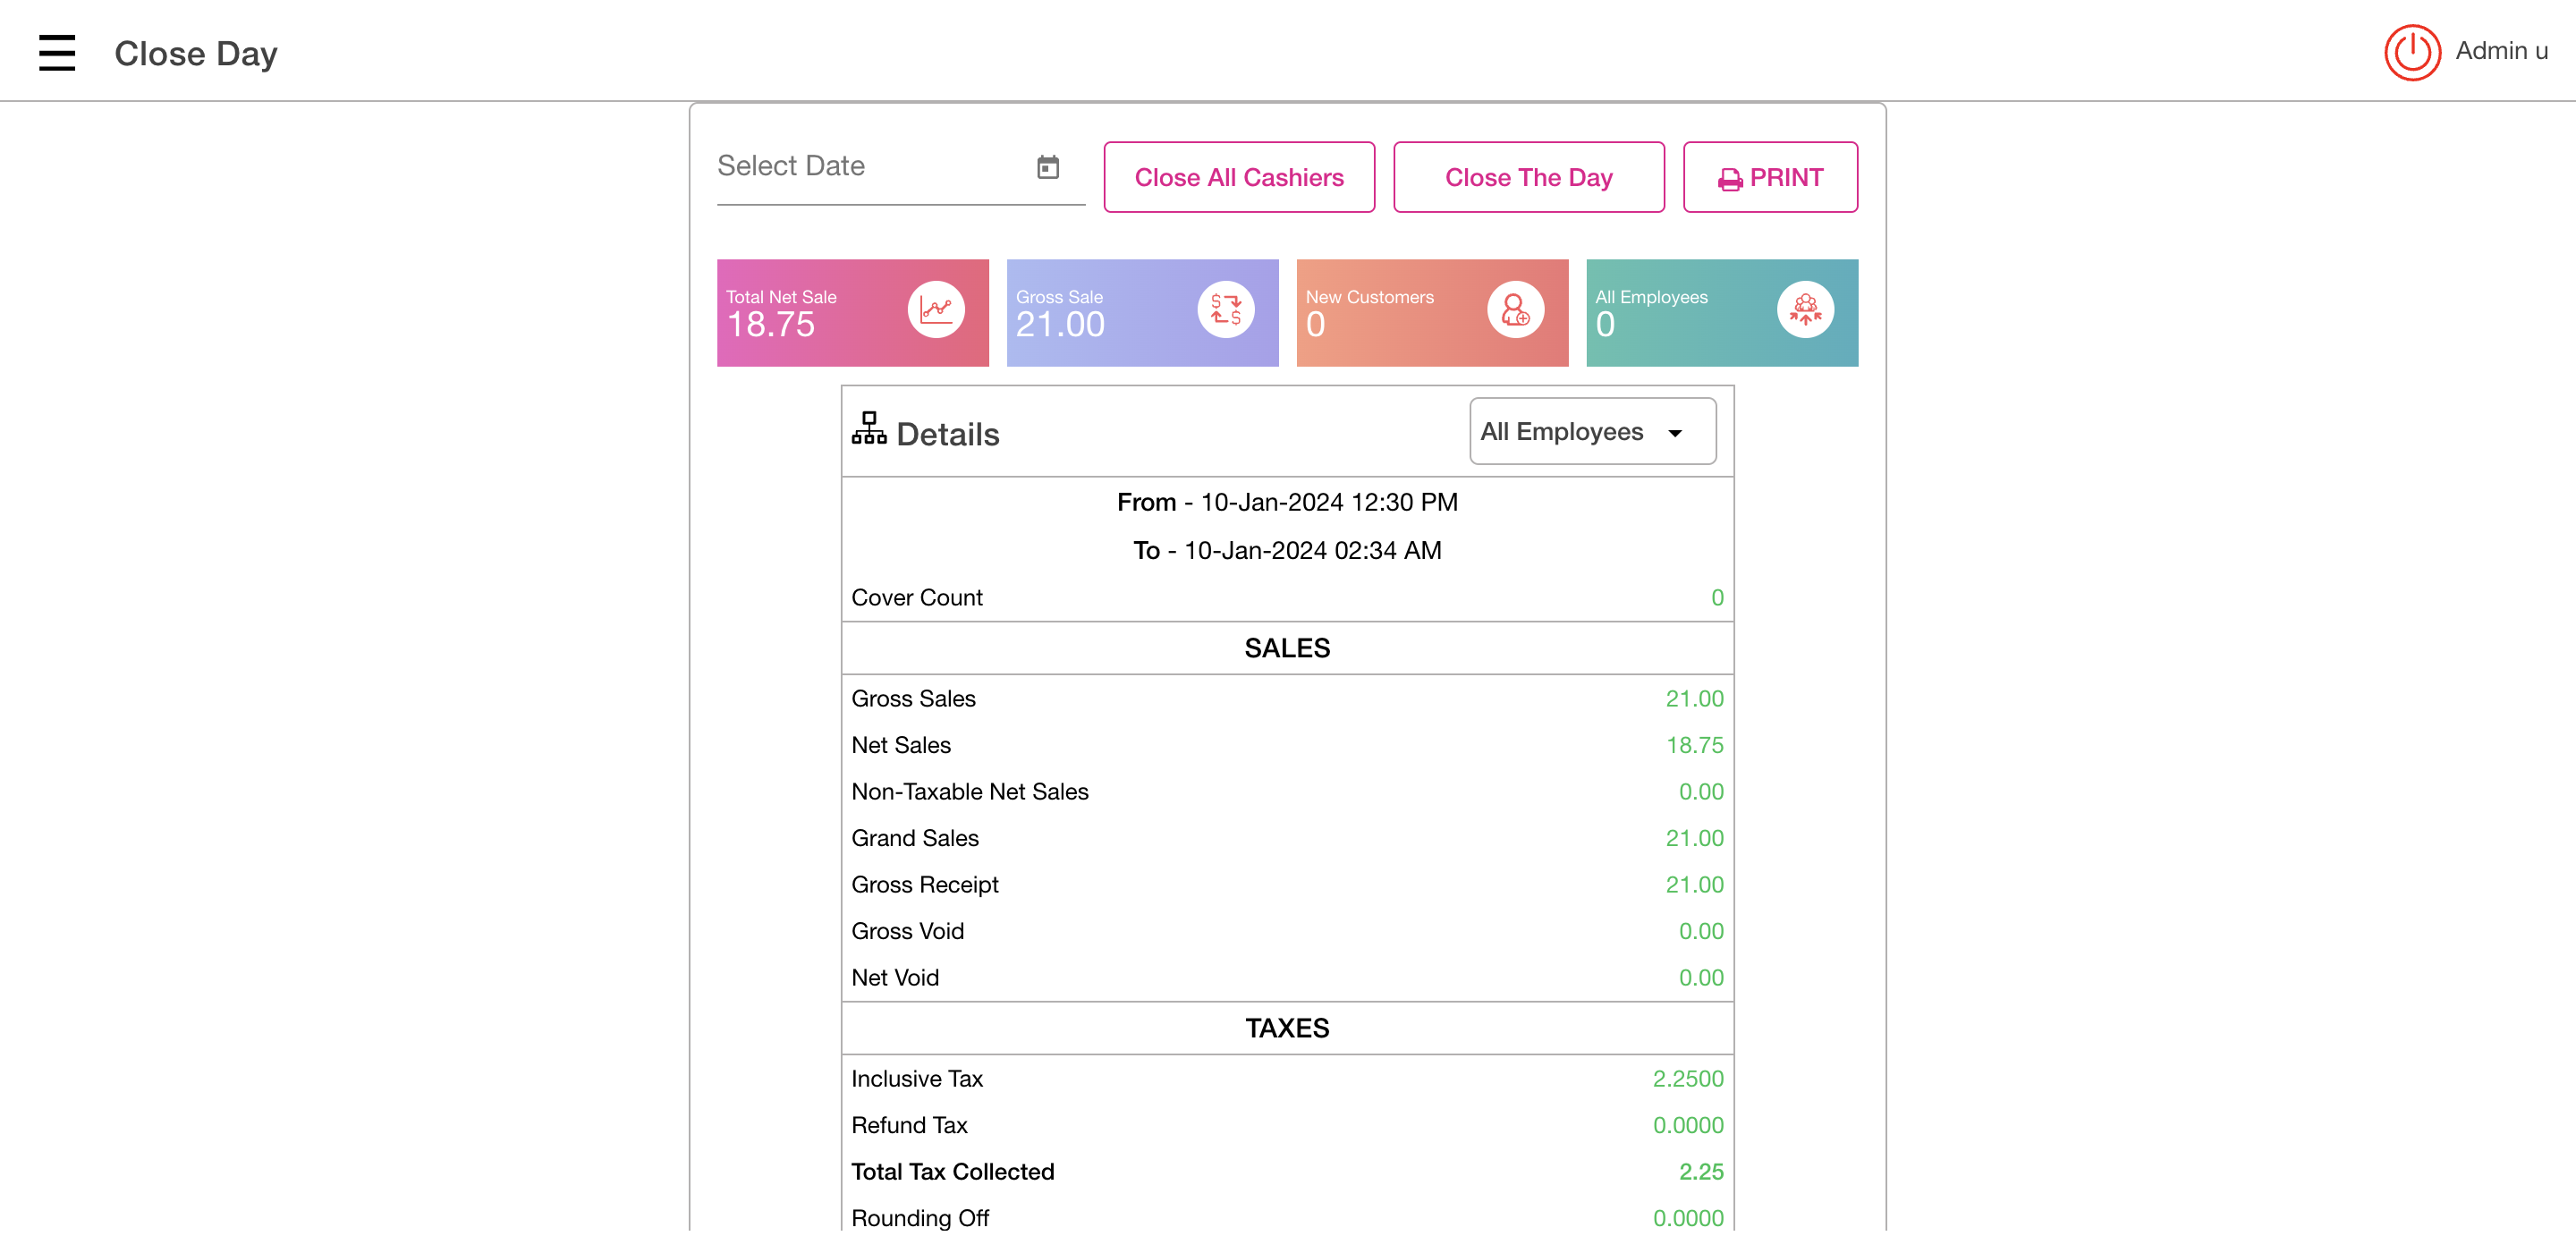 Close Day
Admin u
Select Date
Close All Cashiers
Close The Day
PRINT
Total Net Sale
18.75
Gross Sale
21.00
New Customers
0
All Employees
0
Details
All Employees
From - 10-Jan-2024 12:30 PM
To - 10-Jan-2024 02:34 AM
Cover Count 0
SALES
Gross Sales 21.00
Net Sales 18.75
Non-Taxable Net Sales 0.00
Grand Sales 21.00
Gross Receipt 21.00
Gross Void 0.00
Net Void 0.00
TAXES
Inclusive Tax 2.2500
Refund Tax 0.0000
Total Tax Collected 2.25
Rounding Off 0.0000